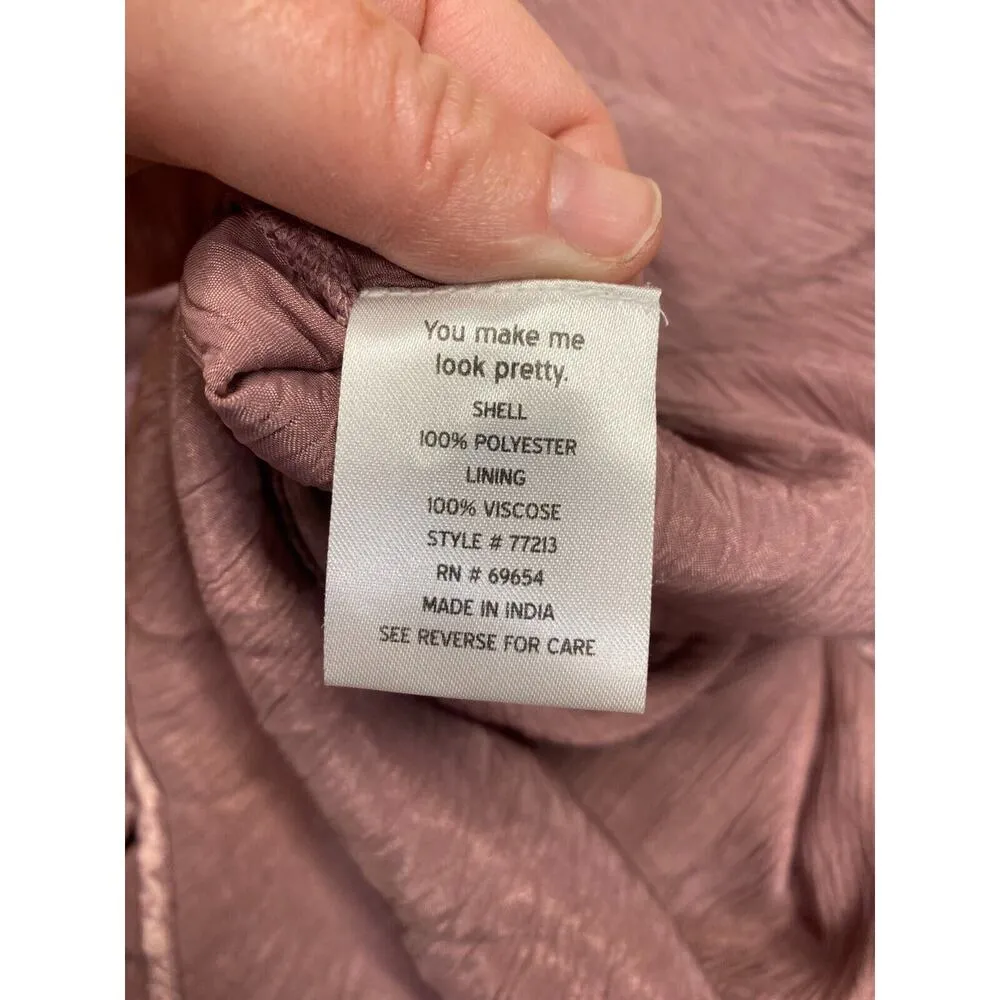 You make me
look pretty.
SHELL
100% POLYESTER
LINING
100% VISCOSE
STYLE # 77213
RN # 69654
MADE IN INDIA
SEE REVERSE FOR CARE